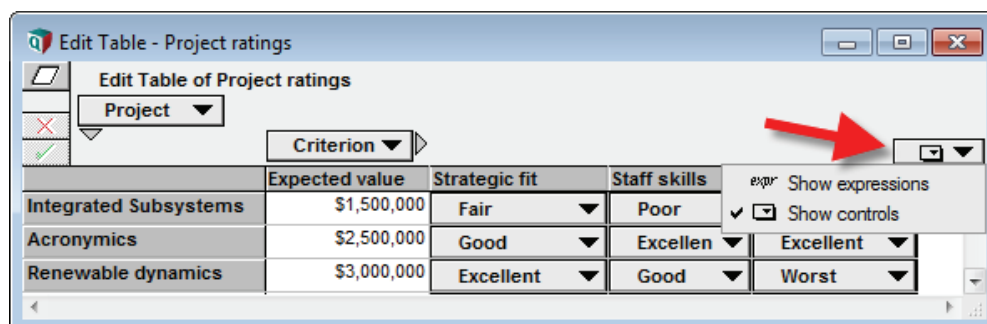 Edit Table - Project ratings
Edit Table of Project ratings
Project
Criterion
Expected value Strategic fit Staff skills
expr Show expressions
Show controls
Integrated Subsystems $1,500,000 Fair Poor
Acronymics $2,500,000 Good Excellen Excellent
Renewable dynamics $3,000,000 Excellent Good Worst